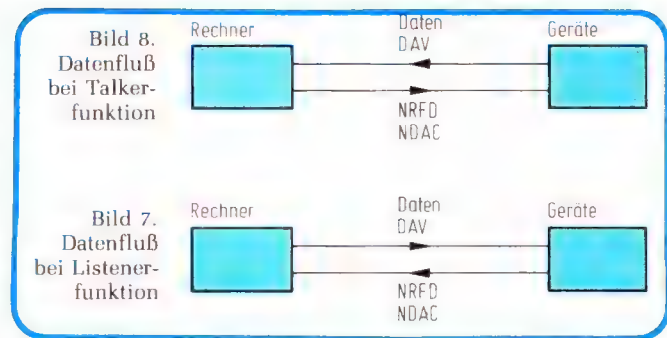 Bild 8.
Datenfluß
bei Talker-
funktion
Rechner
Daten
DAV
Geräte
NRFD
NDAC
Bild 7.
Datenfluß
bei Listener-
funktion
Rechner
Daten
DAV
Geräte
NRFD
NDAC